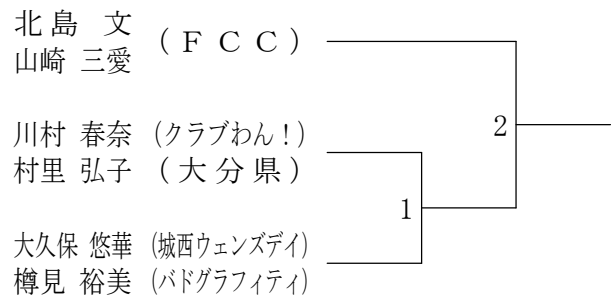 北島 文
山崎 三愛
(FCC)
2
川村 春奈 (クラブわん！)
村里 弘子 (大分県)
1
大久保 悠華 (城西ウェンズデイ)
樽見 裕美 (バドグラフィティ)